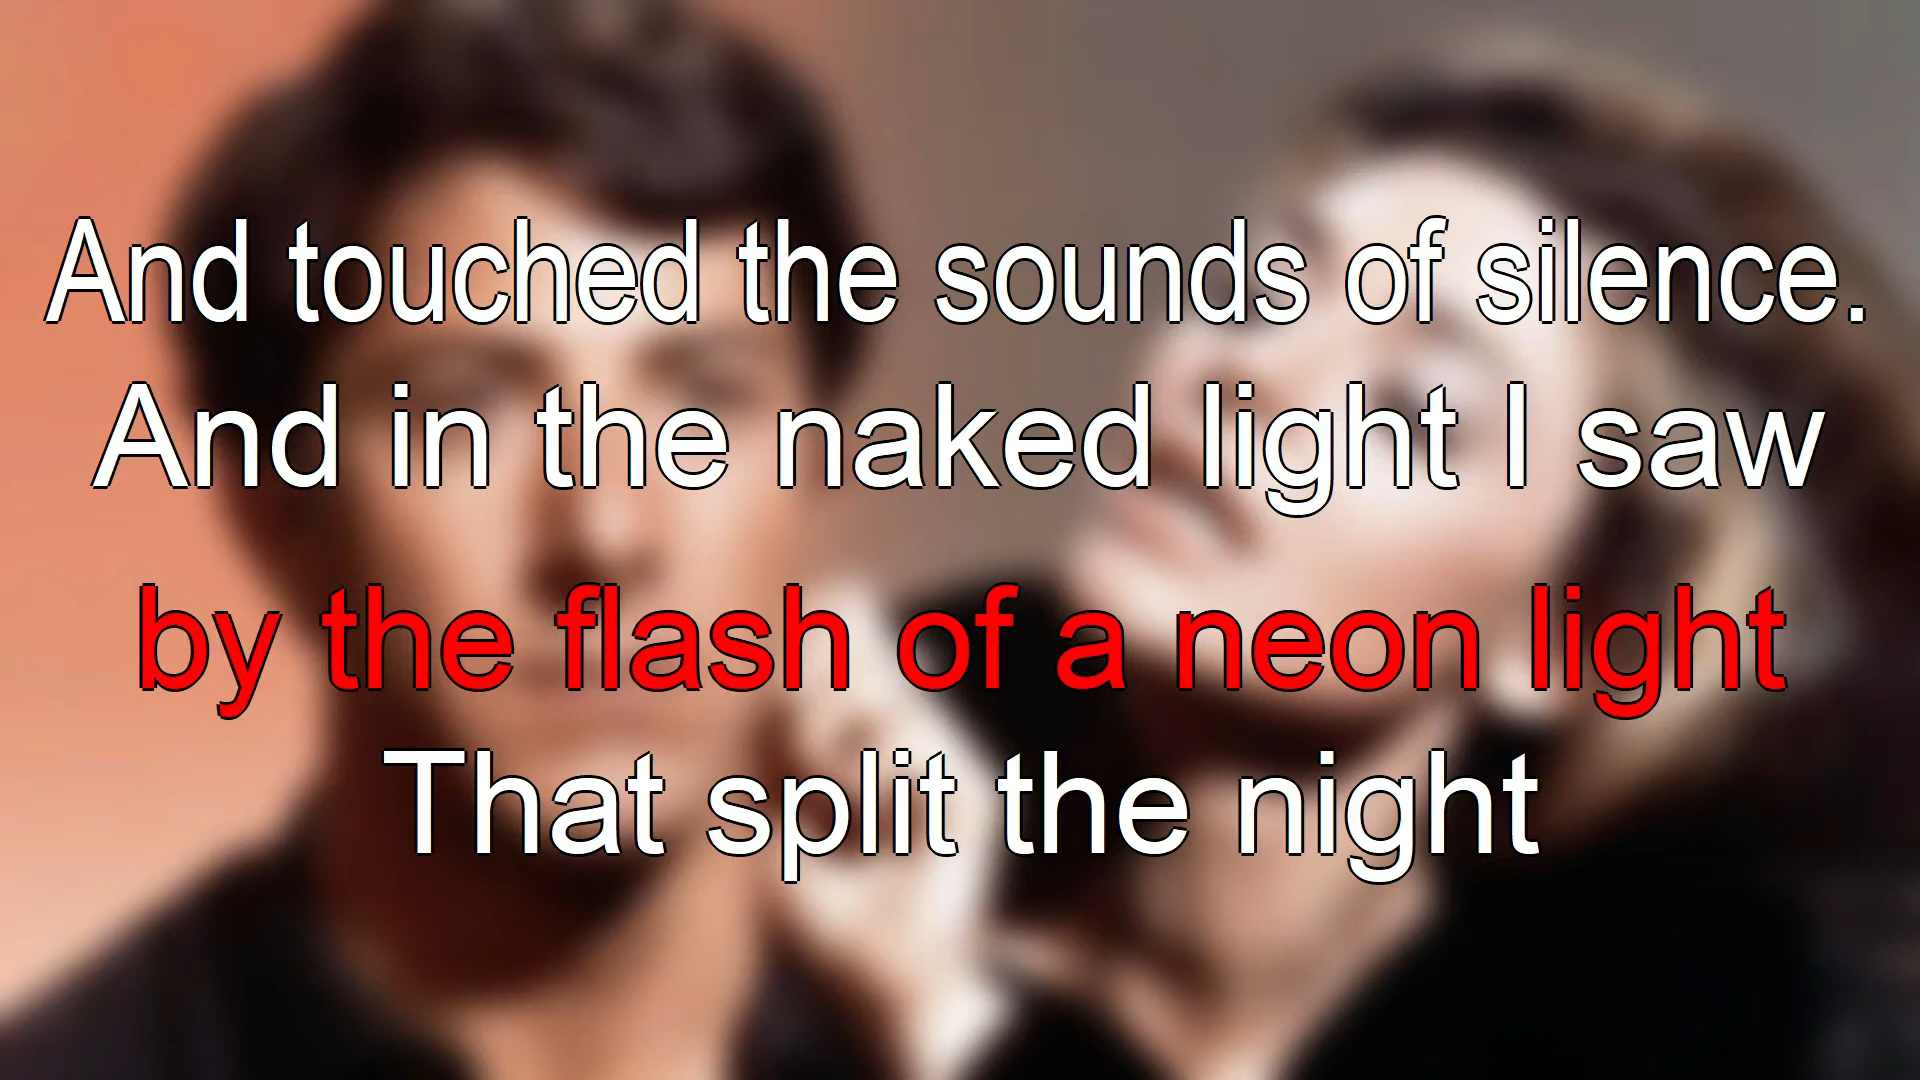 And touched the sounds of silence.
And in the naked light I saw
by the flash of a neon light
That split the night